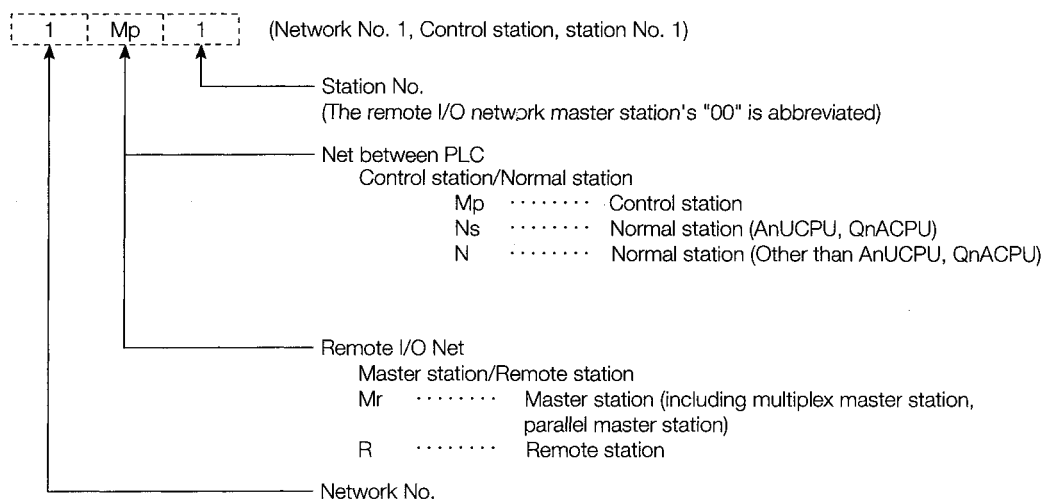 1 Mp 1 (Network No. 1, Control station, station No. 1)
Station No.
(The remote I/O network master station's "00" is abbreviated)
Net between PLC
Control station/Normal station
Mp ········ Control station
Ns ········ Normal station (AnUCPU, QnACPU)
N ········ Normal station (Other than AnUCPU, QnACPU)
Remote I/O Net
Master station/Remote station
Mr ········ Master station (including multiplex master station,
parallel master station)
R ········ Remote station
Network No.